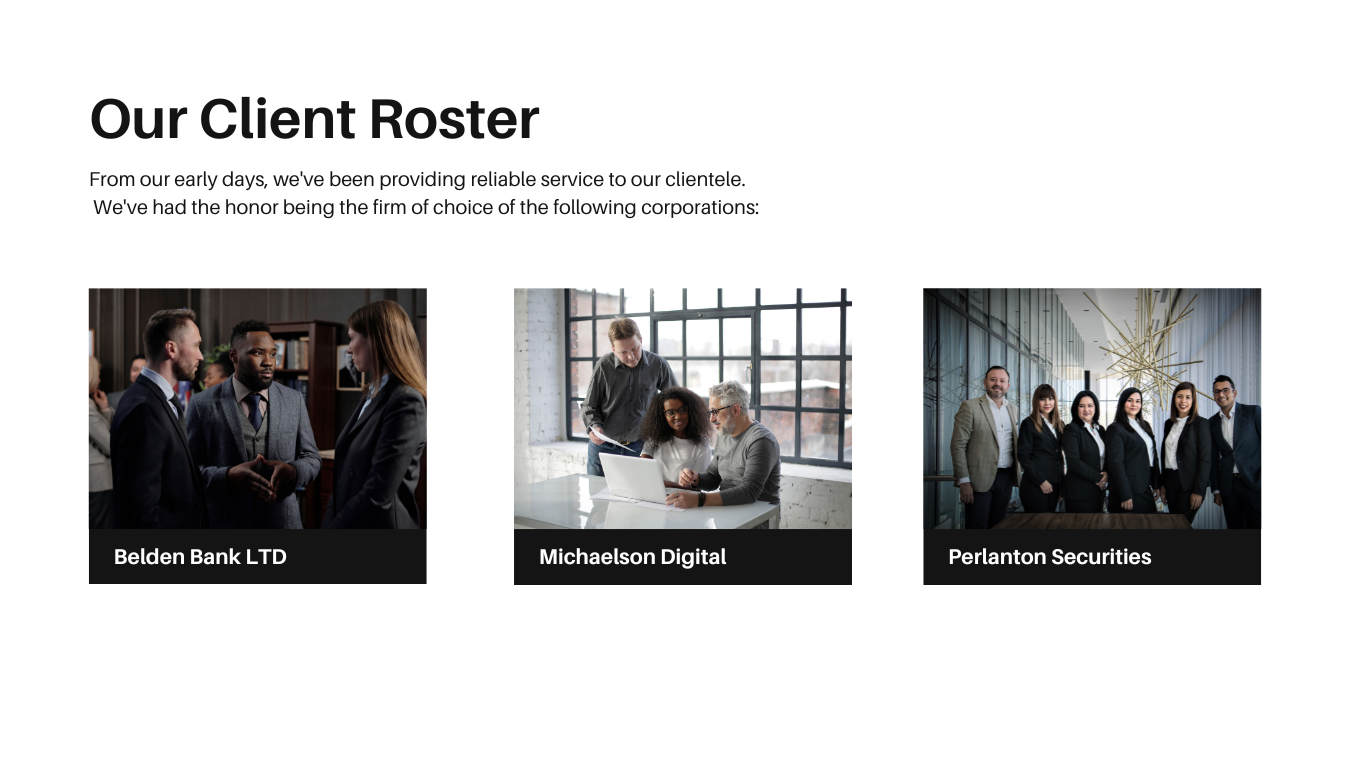 Our Client Roster
From our early days, we've been providing reliable service to our clientele.
We've had the honor being the firm of choice of the following corporations:
Belden Bank LTD
Michaelson Digital
Perlanton Securities